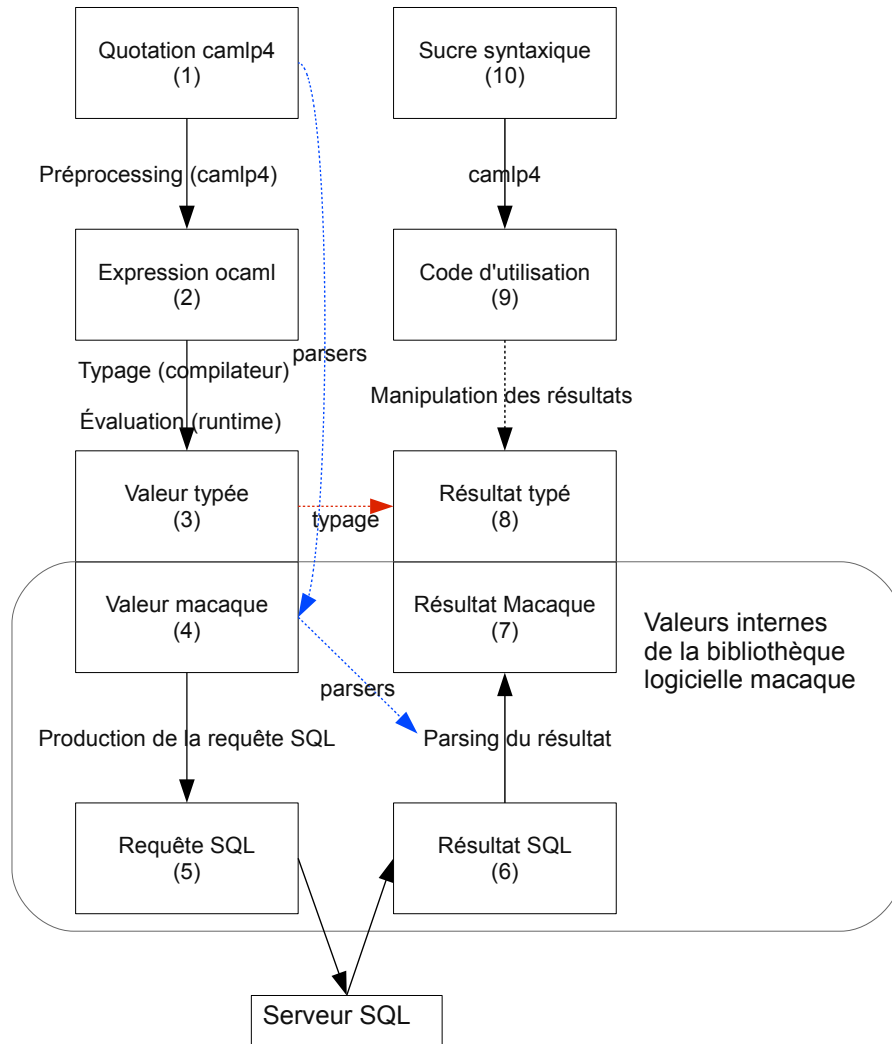 Quotation camlp4
(1)
Sucre syntaxique
(10)
Préprocessing (camlp4)
camlp4
Expression ocaml
(2)
Code d'utilisation
(9)
parsers
Typage (compilateur)
Évaluation (runtime)
Manipulation des résultats
Valeur typée
(3)
typage
Résultat typé
(8)
Valeur macaque
(4)
Résultat Macaque
(7)
Valeurs internes
de la bibliothèque
logicielle macaque
parsers
Production de la requête SQL
Parsing du résultat
Requête SQL
(5)
Résultat SQL
(6)
Serveur SQL